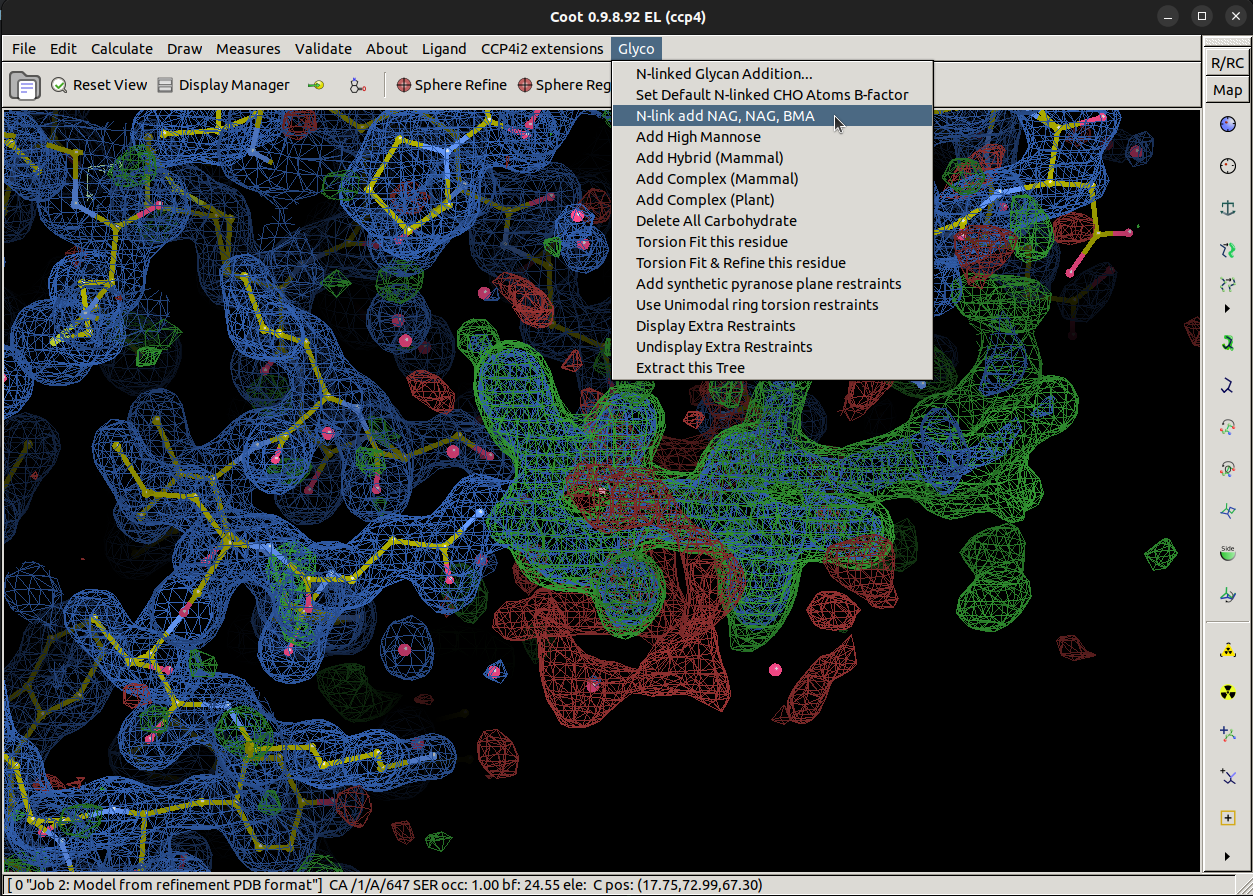 Coot 0.9.8.92 EL (ccp4)
File Edit Calculate Draw Measures Validate About Ligand CCP4i2 extensions Glyco
R/RC
Map
Reset View Display Manager Sphere Refine Sphere Reg
N-linked Glycan Addition...
Set Default N-linked CHO Atoms B-factor
N-link add NAG, NAG, BMA
Add High Mannose
Add Hybrid (Mammal)
Add Complex (Mammal)
Add Complex (Plant)
Delete All Carbohydrate
Torsion Fit this residue
Torsion Fit & Refine this residue
Add synthetic pyranose plane restraints
Use Unimodal ring torsion restraints
Display Extra Restraints
Undisplay Extra Restraints
Extract this Tree
Side
[ 0 "Job 2: Model from refinement PDB format"] CA /1/A/647 SER occ: 1.00 bf: 24.55 ele: C pos: (17.75,72.99,67.30)